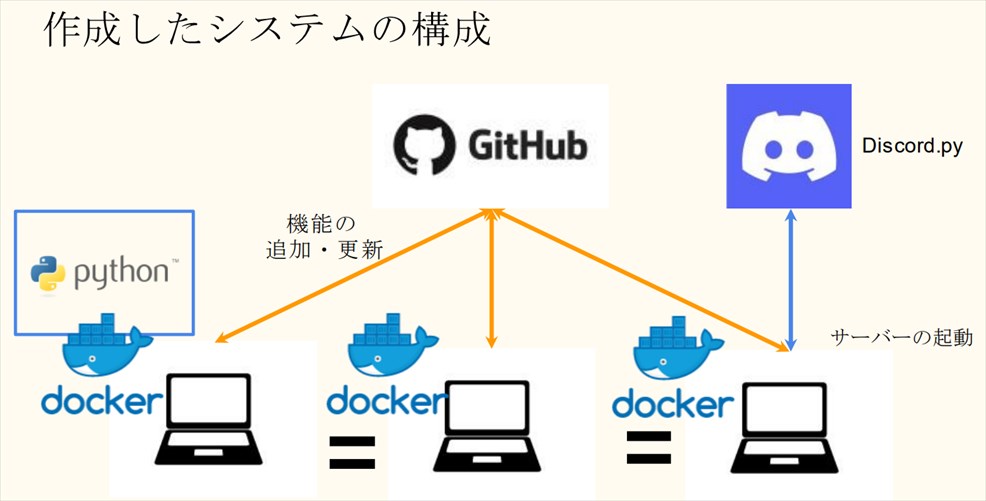 作成したシステムの構成
GitHub
Discord.py
機能の
追加・更新
python™
サーバーの起動
docker
docker
docker